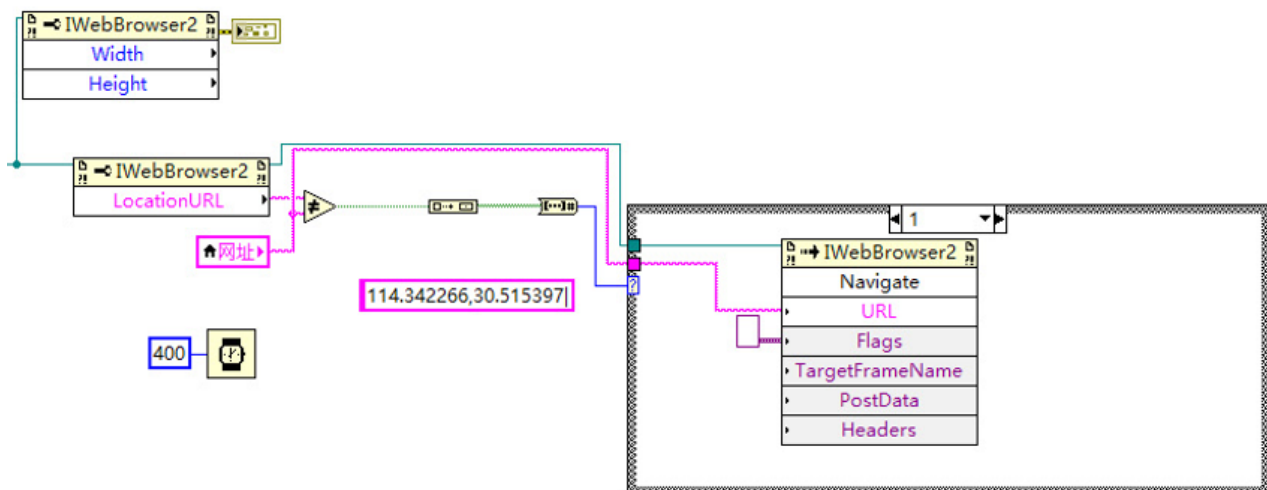 IWebBrowser2
Width
Height
IWebBrowser2
LocationURL
网址
114.342266,30.515397
400
1
IWebBrowser2
Navigate
URL
Flags
TargetFrameName
PostData
Headers